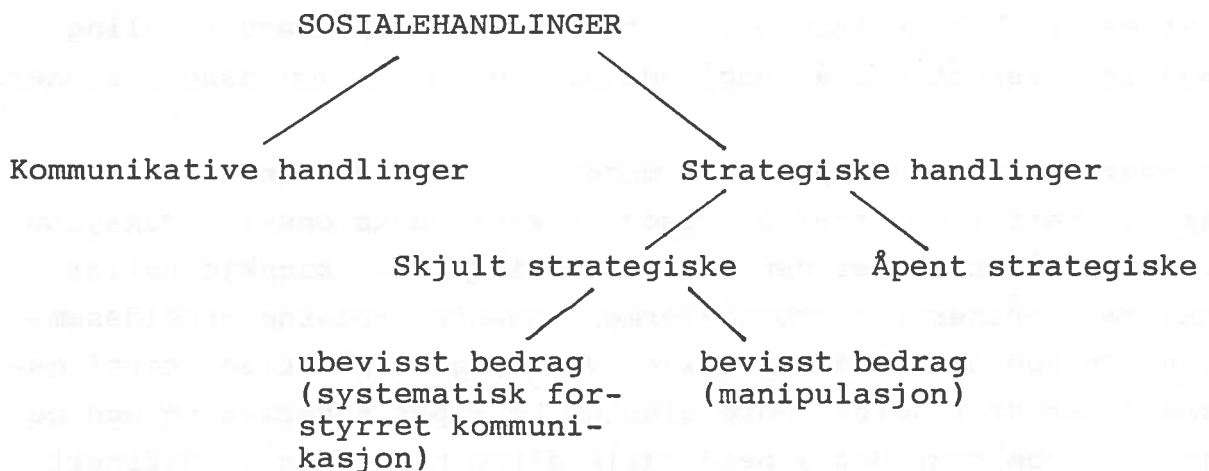 SOSIALEHANDLINGER
Kommunikative handlinger Strategiske handlinger
Skjult strategiske Åpent strategiske
ubevisst bedrag bevisst bedrag
(systematisk for- (manipulasjon)
styrret kommuni-
kasjon)